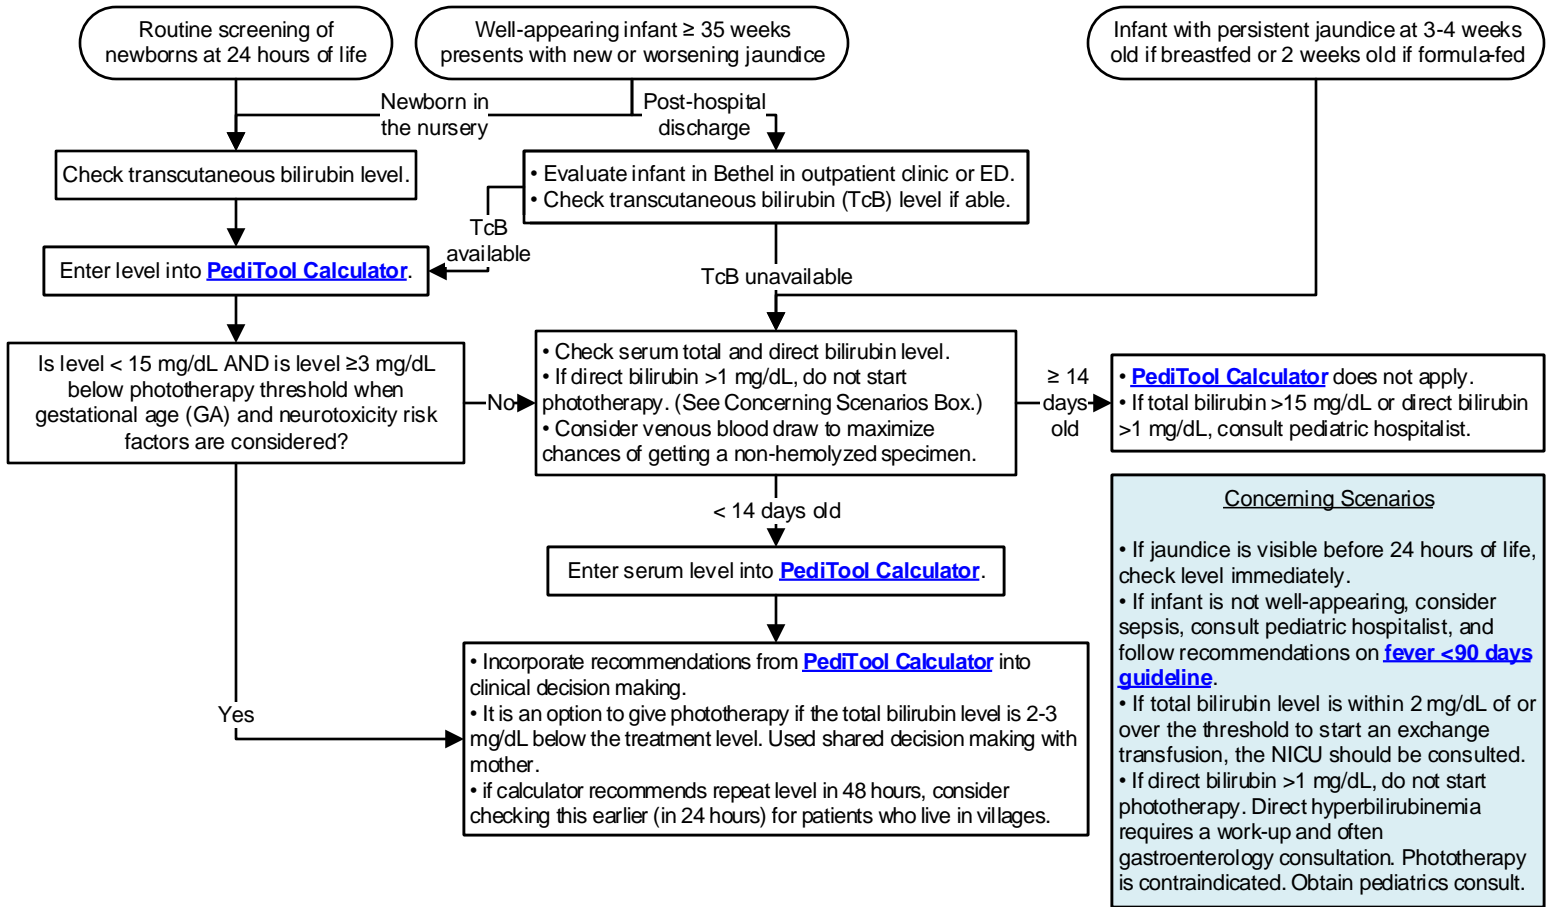 Routine screening of
newborns at 24 hours of life
Well-appearing infant ≥ 35 weeks
presents with new or worsening jaundice
Infant with persistent jaundice at 3-4 weeks
old if breastfed or 2 weeks old if formula-fed
Newborn in
the nursery
Post-hospital
discharge
Check transcutaneous bilirubin level.
• Evaluate infant in Bethel in outpatient clinic or ED.
• Check transcutaneous bilirubin (TcB) level if able.
TcB
available
Enter level into PediTool Calculator.
TcB unavailable
Is level < 15 mg/dL AND is level ≥3 mg/dL
below phototherapy threshold when
gestational age (GA) and neurotoxicity risk
factors are considered?
No
• Check serum total and direct bilirubin level.
• If direct bilirubin >1 mg/dL, do not start
phototherapy. (See Concerning Scenarios Box.)
• Consider venous blood draw to maximize
chances of getting a non-hemolyzed specimen.
≥ 14
days
old
• PediTool Calculator does not apply.
• If total bilirubin >15 mg/dL or direct bilirubin
>1 mg/dL, consult pediatric hospitalist.
< 14 days old
Enter serum level into PediTool Calculator.
Yes
• Incorporate recommendations from PediTool Calculator into
clinical decision making.
• It is an option to give phototherapy if the total bilirubin level is 2-3
mg/dL below the treatment level. Used shared decision making with
mother.
• if calculator recommends repeat level in 48 hours, consider
checking this earlier (in 24 hours) for patients who live in villages.
Concerning Scenarios
• If jaundice is visible before 24 hours of life,
check level immediately.
• If infant is not well-appearing, consider
sepsis, consult pediatric hospitalist, and
follow recommendations on fever <90 days
guideline.
• If total bilirubin level is within 2 mg/dL of or
over the threshold to start an exchange
transfusion, the NICU should be consulted.
• If direct bilirubin >1 mg/dL, do not start
phototherapy. Direct hyperbilirubinemia
requires a work-up and often
gastroenterology consultation. Phototherapy
is contraindicated. Obtain pediatrics consult.